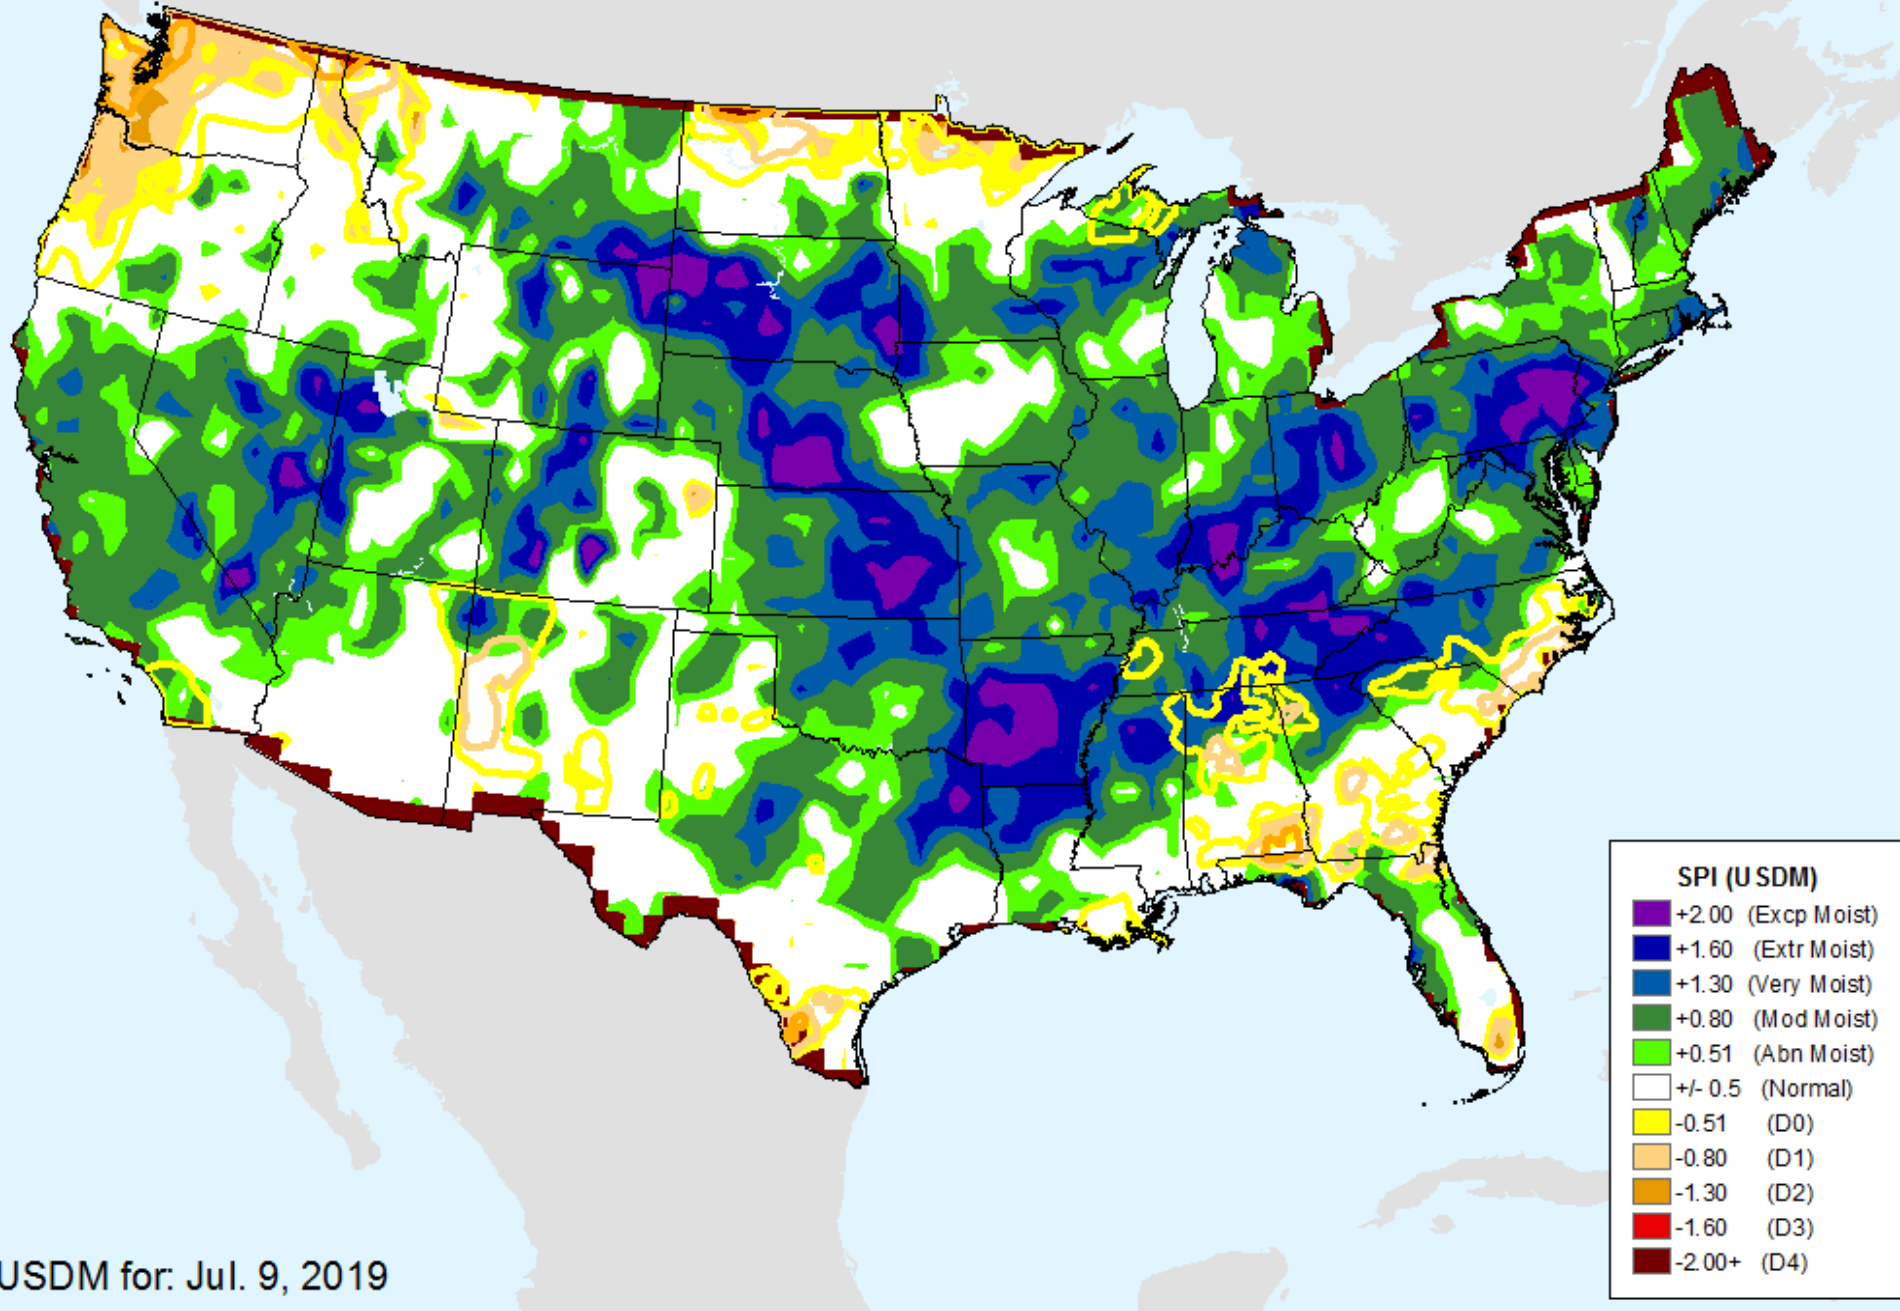 SPI (USDM)
+2.00 (Excp Moist)
+1.60 (Extr Moist)
+1.30 (Very Moist)
+0.80 (Mod Moist)
+0.51 (Abn Moist)
+/- 0.5 (Normal)
-0.51 (D0)
-0.80 (D1)
-1.30 (D2)
-1.60 (D3)
-2.00+ (D4)
USDM for: Jul. 9, 2019